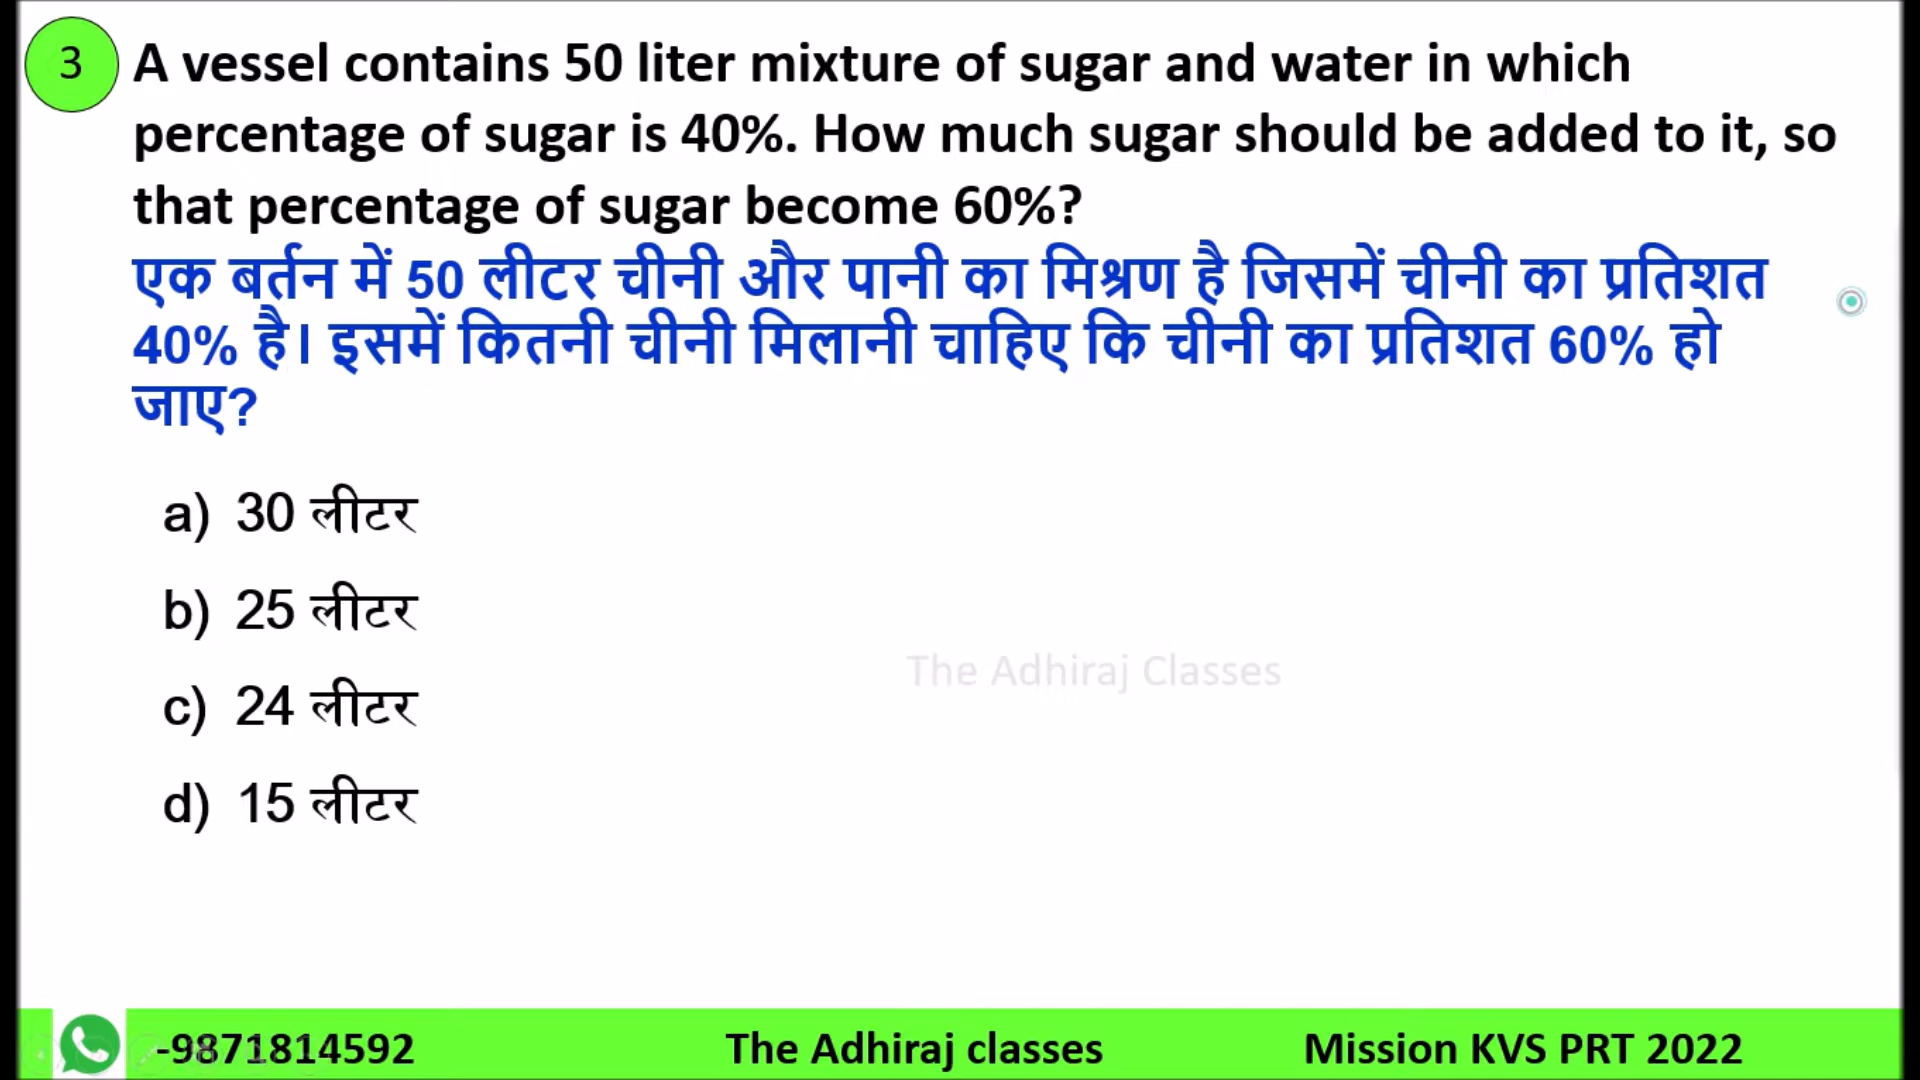 3
A vessel contains 50 liter mixture of sugar and water in which
percentage of sugar is 40%. How much sugar should be added to it, so
that percentage of sugar become 60%?
एक बर्तन में 50 लीटर चीनी और पानी का मिश्रण है जिसमें चीनी का प्रतिशत
40% है। इसमें कितनी चीनी मिलानी चाहिए कि चीनी का प्रतिशत 60% हो
जाए?
a) 30 लीटर
b) 25 लीटर
c) 24 लीटर
d) 15 लीटर
The Adhiraj Classes
-9871814592 The Adhiraj classes Mission KVS PRT 2022